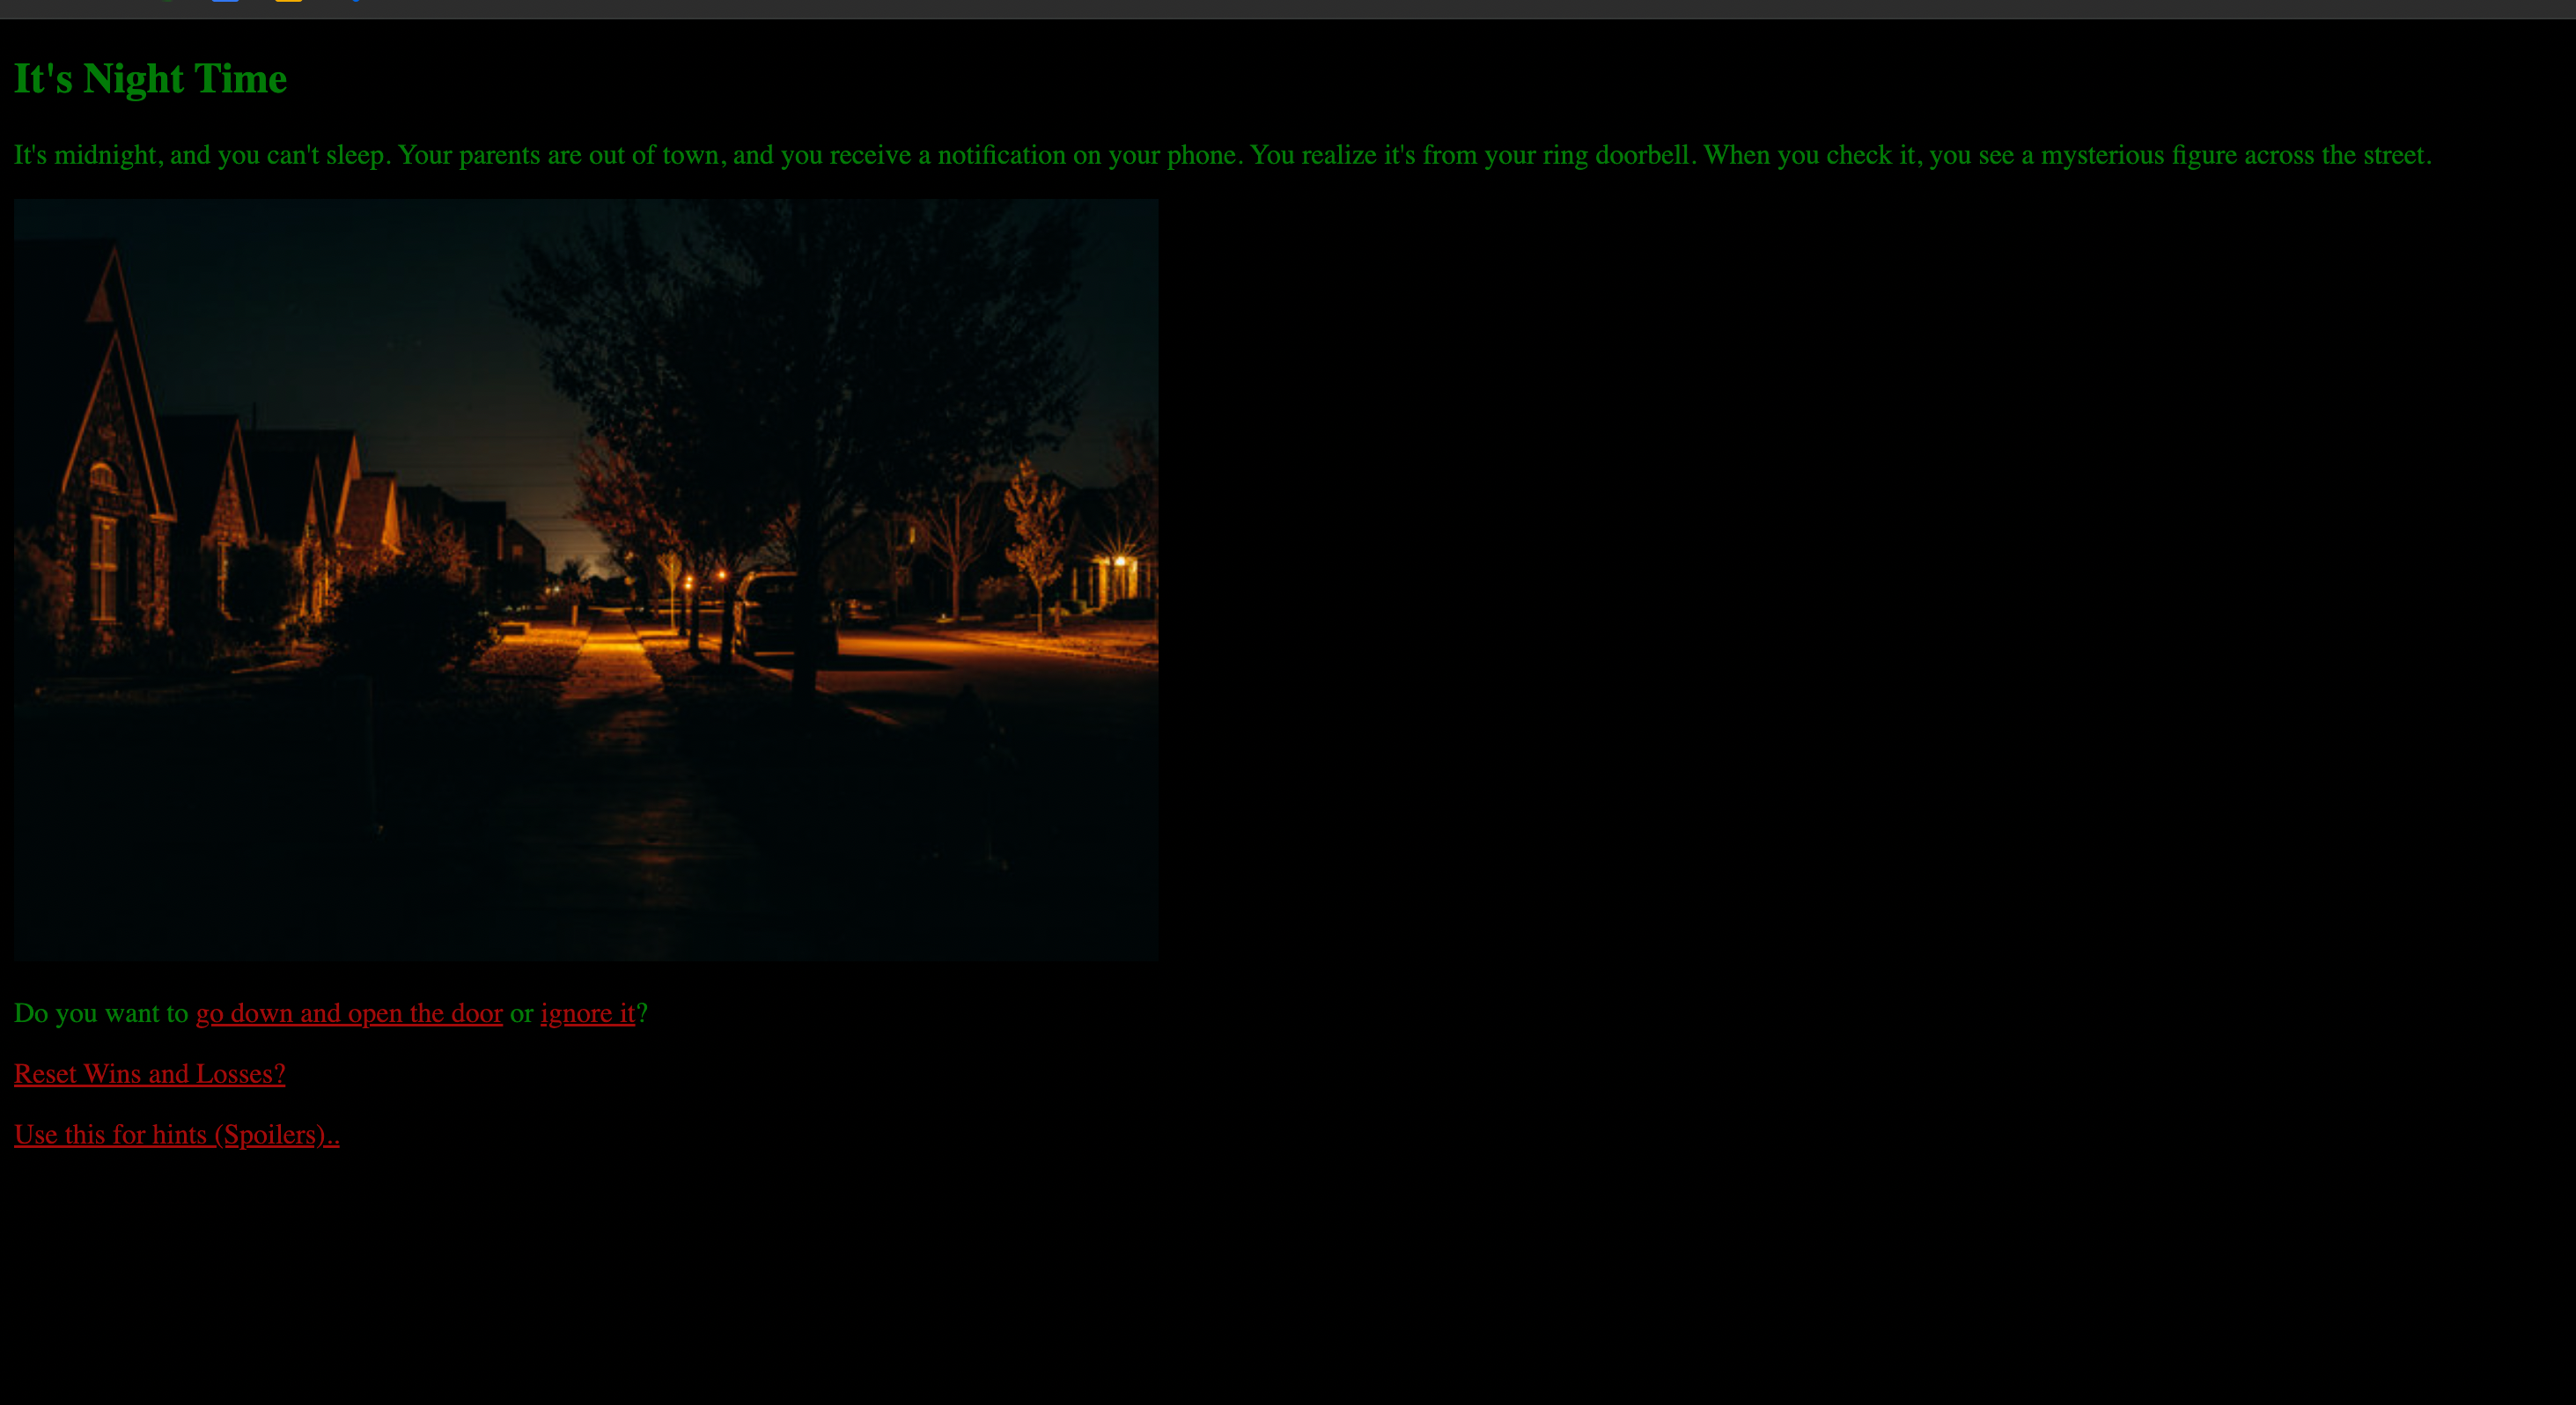 It's Night Time
It's midnight, and you can't sleep. Your parents are out of town, and you receive a notification on your phone. You realize it's from your ring doorbell. When you check it, you see a mysterious figure across the street.
Do you want to go down and open the door or ignore it?
Reset Wins and Losses?
Use this for hints (Spoilers)..